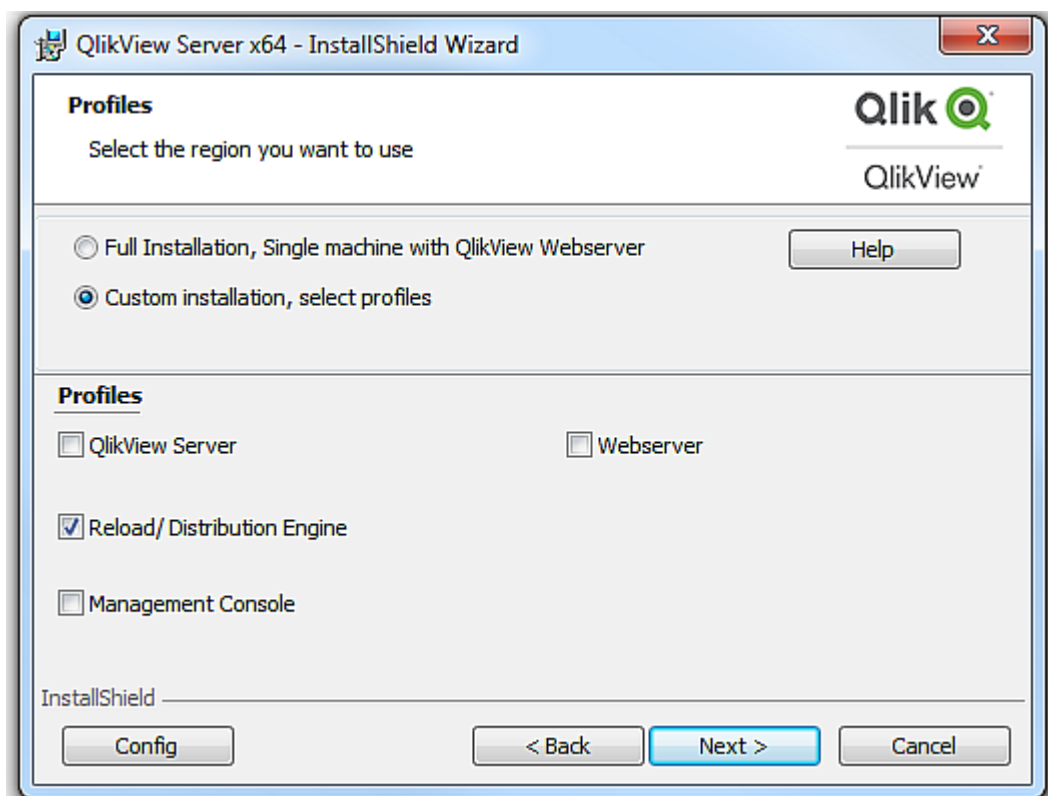 QlikView Server x64 - InstallShield Wizard
Profiles
Select the region you want to use
Qlik
QlikView
Full Installation, Single machine with QlikView Webserver
Help
Custom installation, select profiles
Profiles
QlikView Server
Webserver
Reload/ Distribution Engine
Management Console
InstallShield
Config
< Back
Next >
Cancel